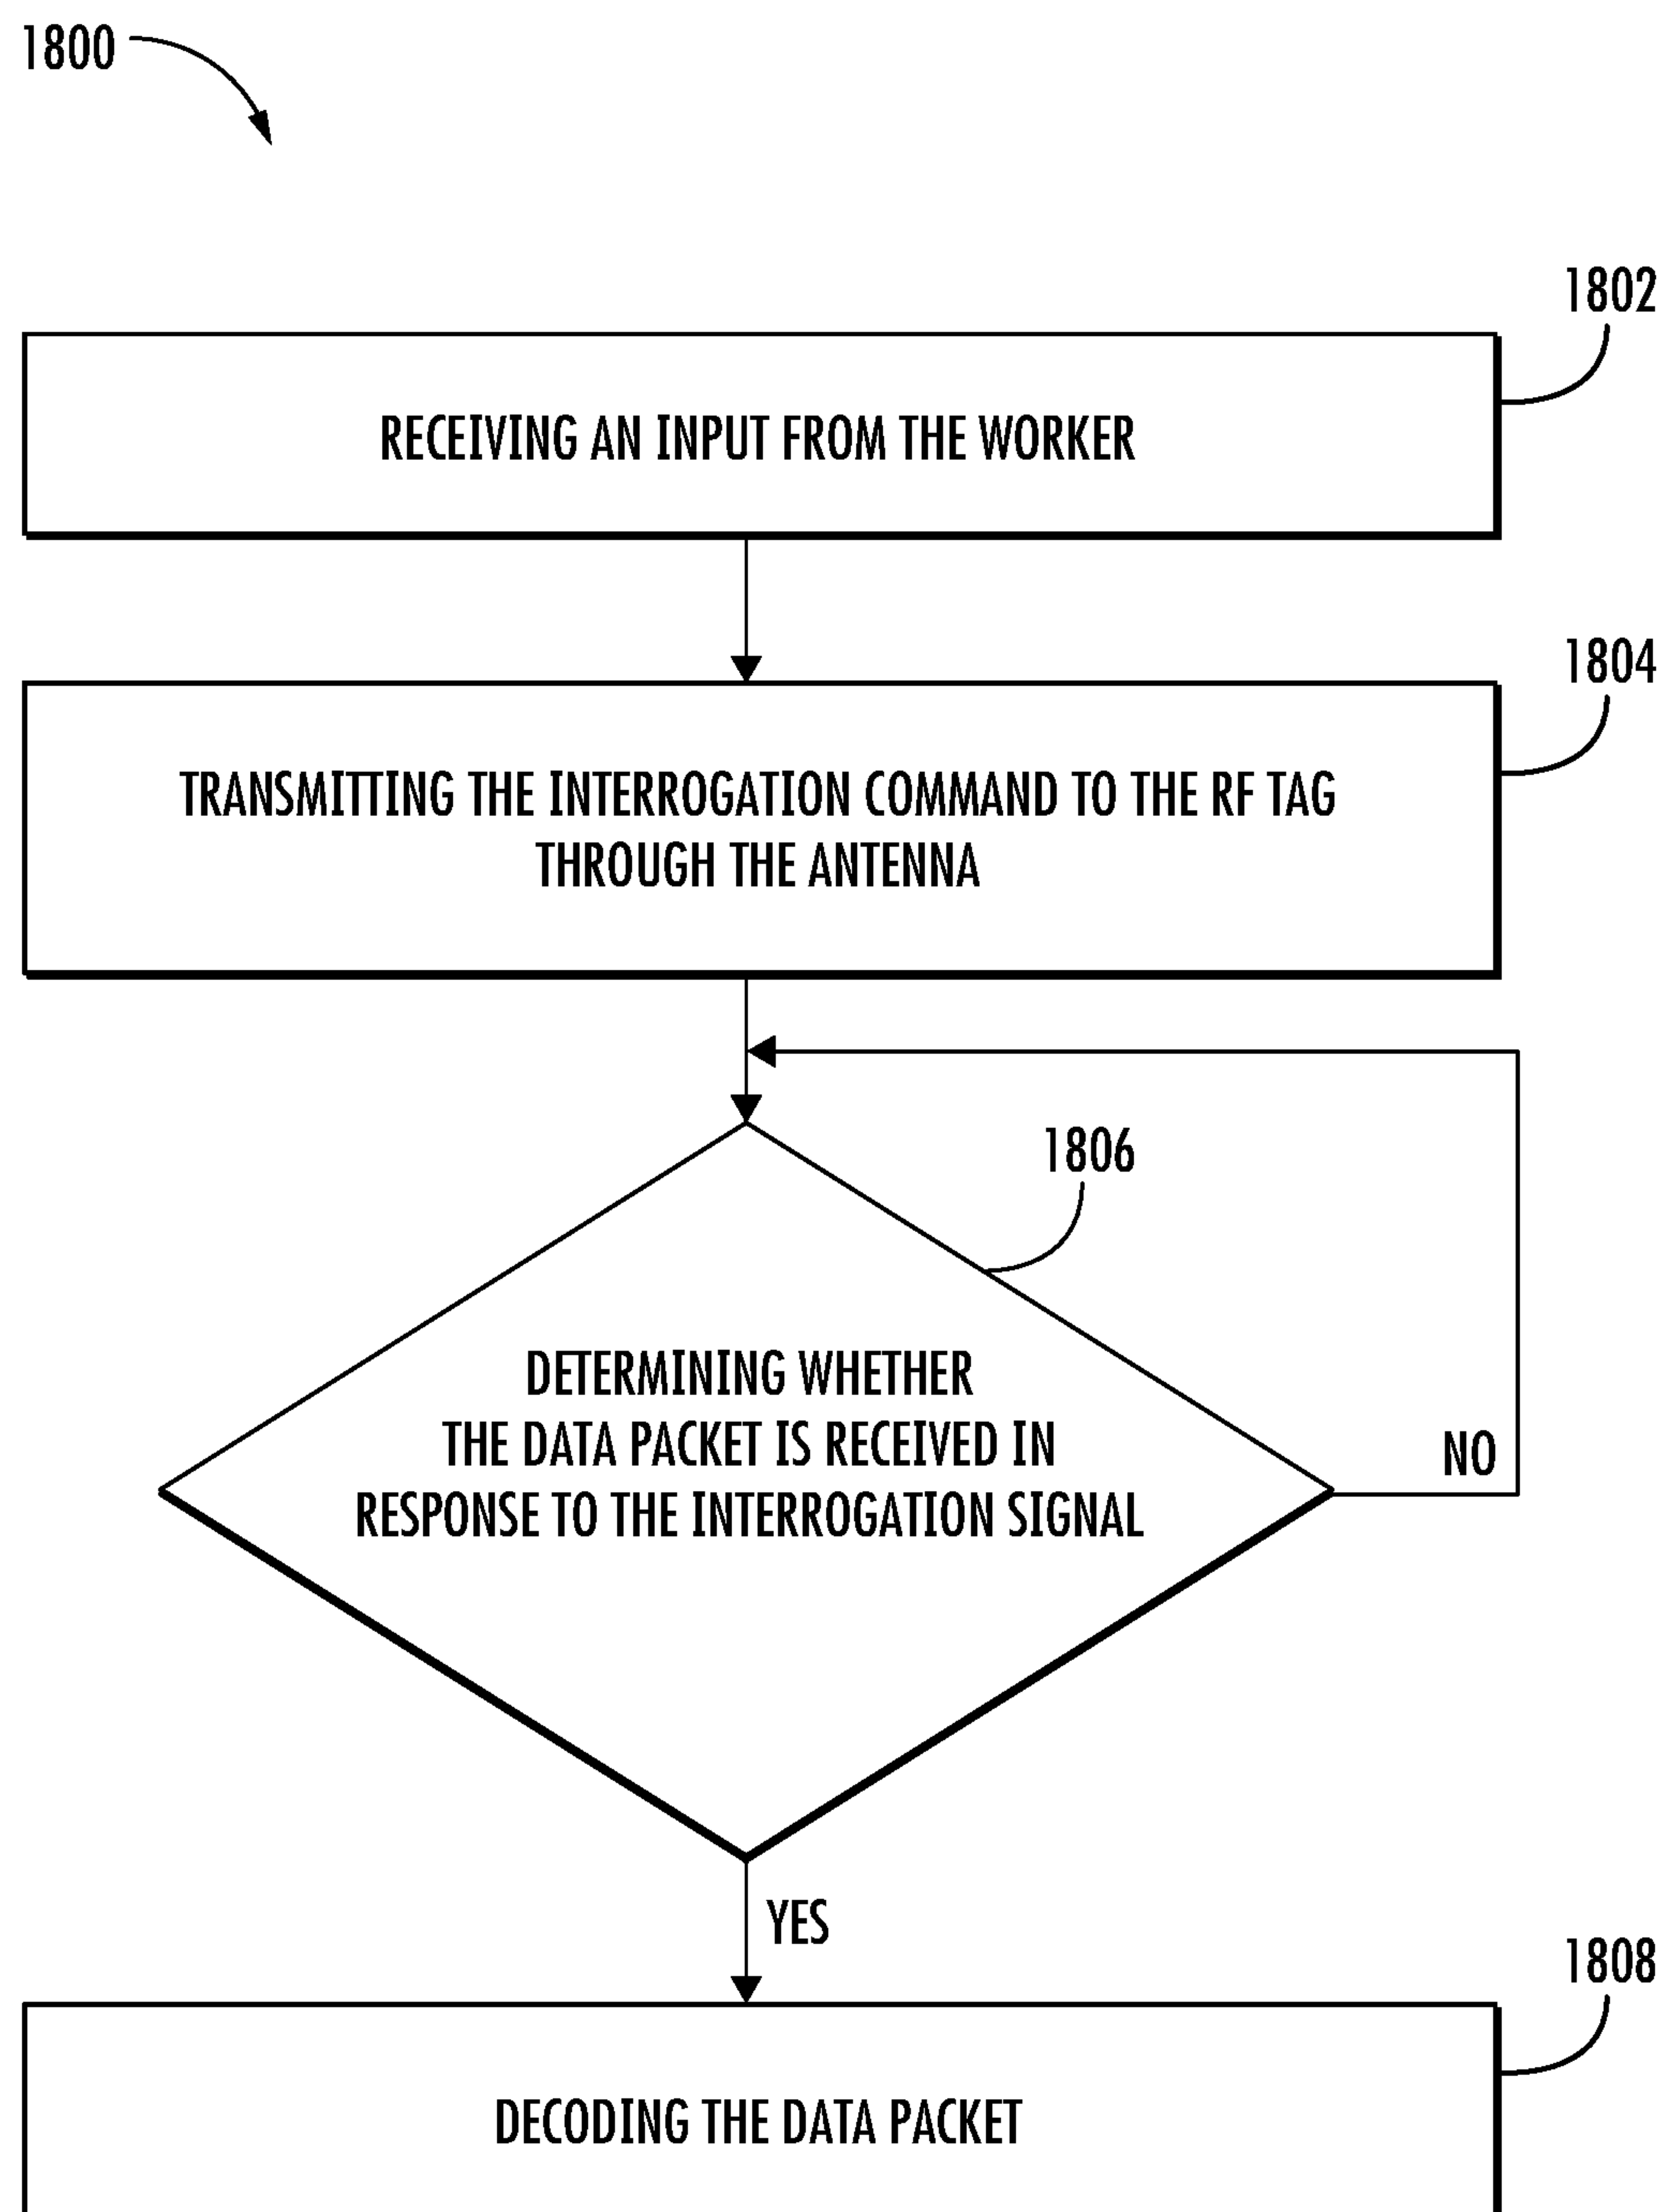 1800
1802
RECEIVING AN INPUT FROM THE WORKER
1804
TRANSMITTING THE INTERROGATION COMMAND TO THE RF TAG
THROUGH THE ANTENNA
1806
DETERMINING WHETHER
THE DATA PACKET IS RECEIVED IN
RESPONSE TO THE INTERROGATION SIGNAL
NO
YES
1808
DECODING THE DATA PACKET